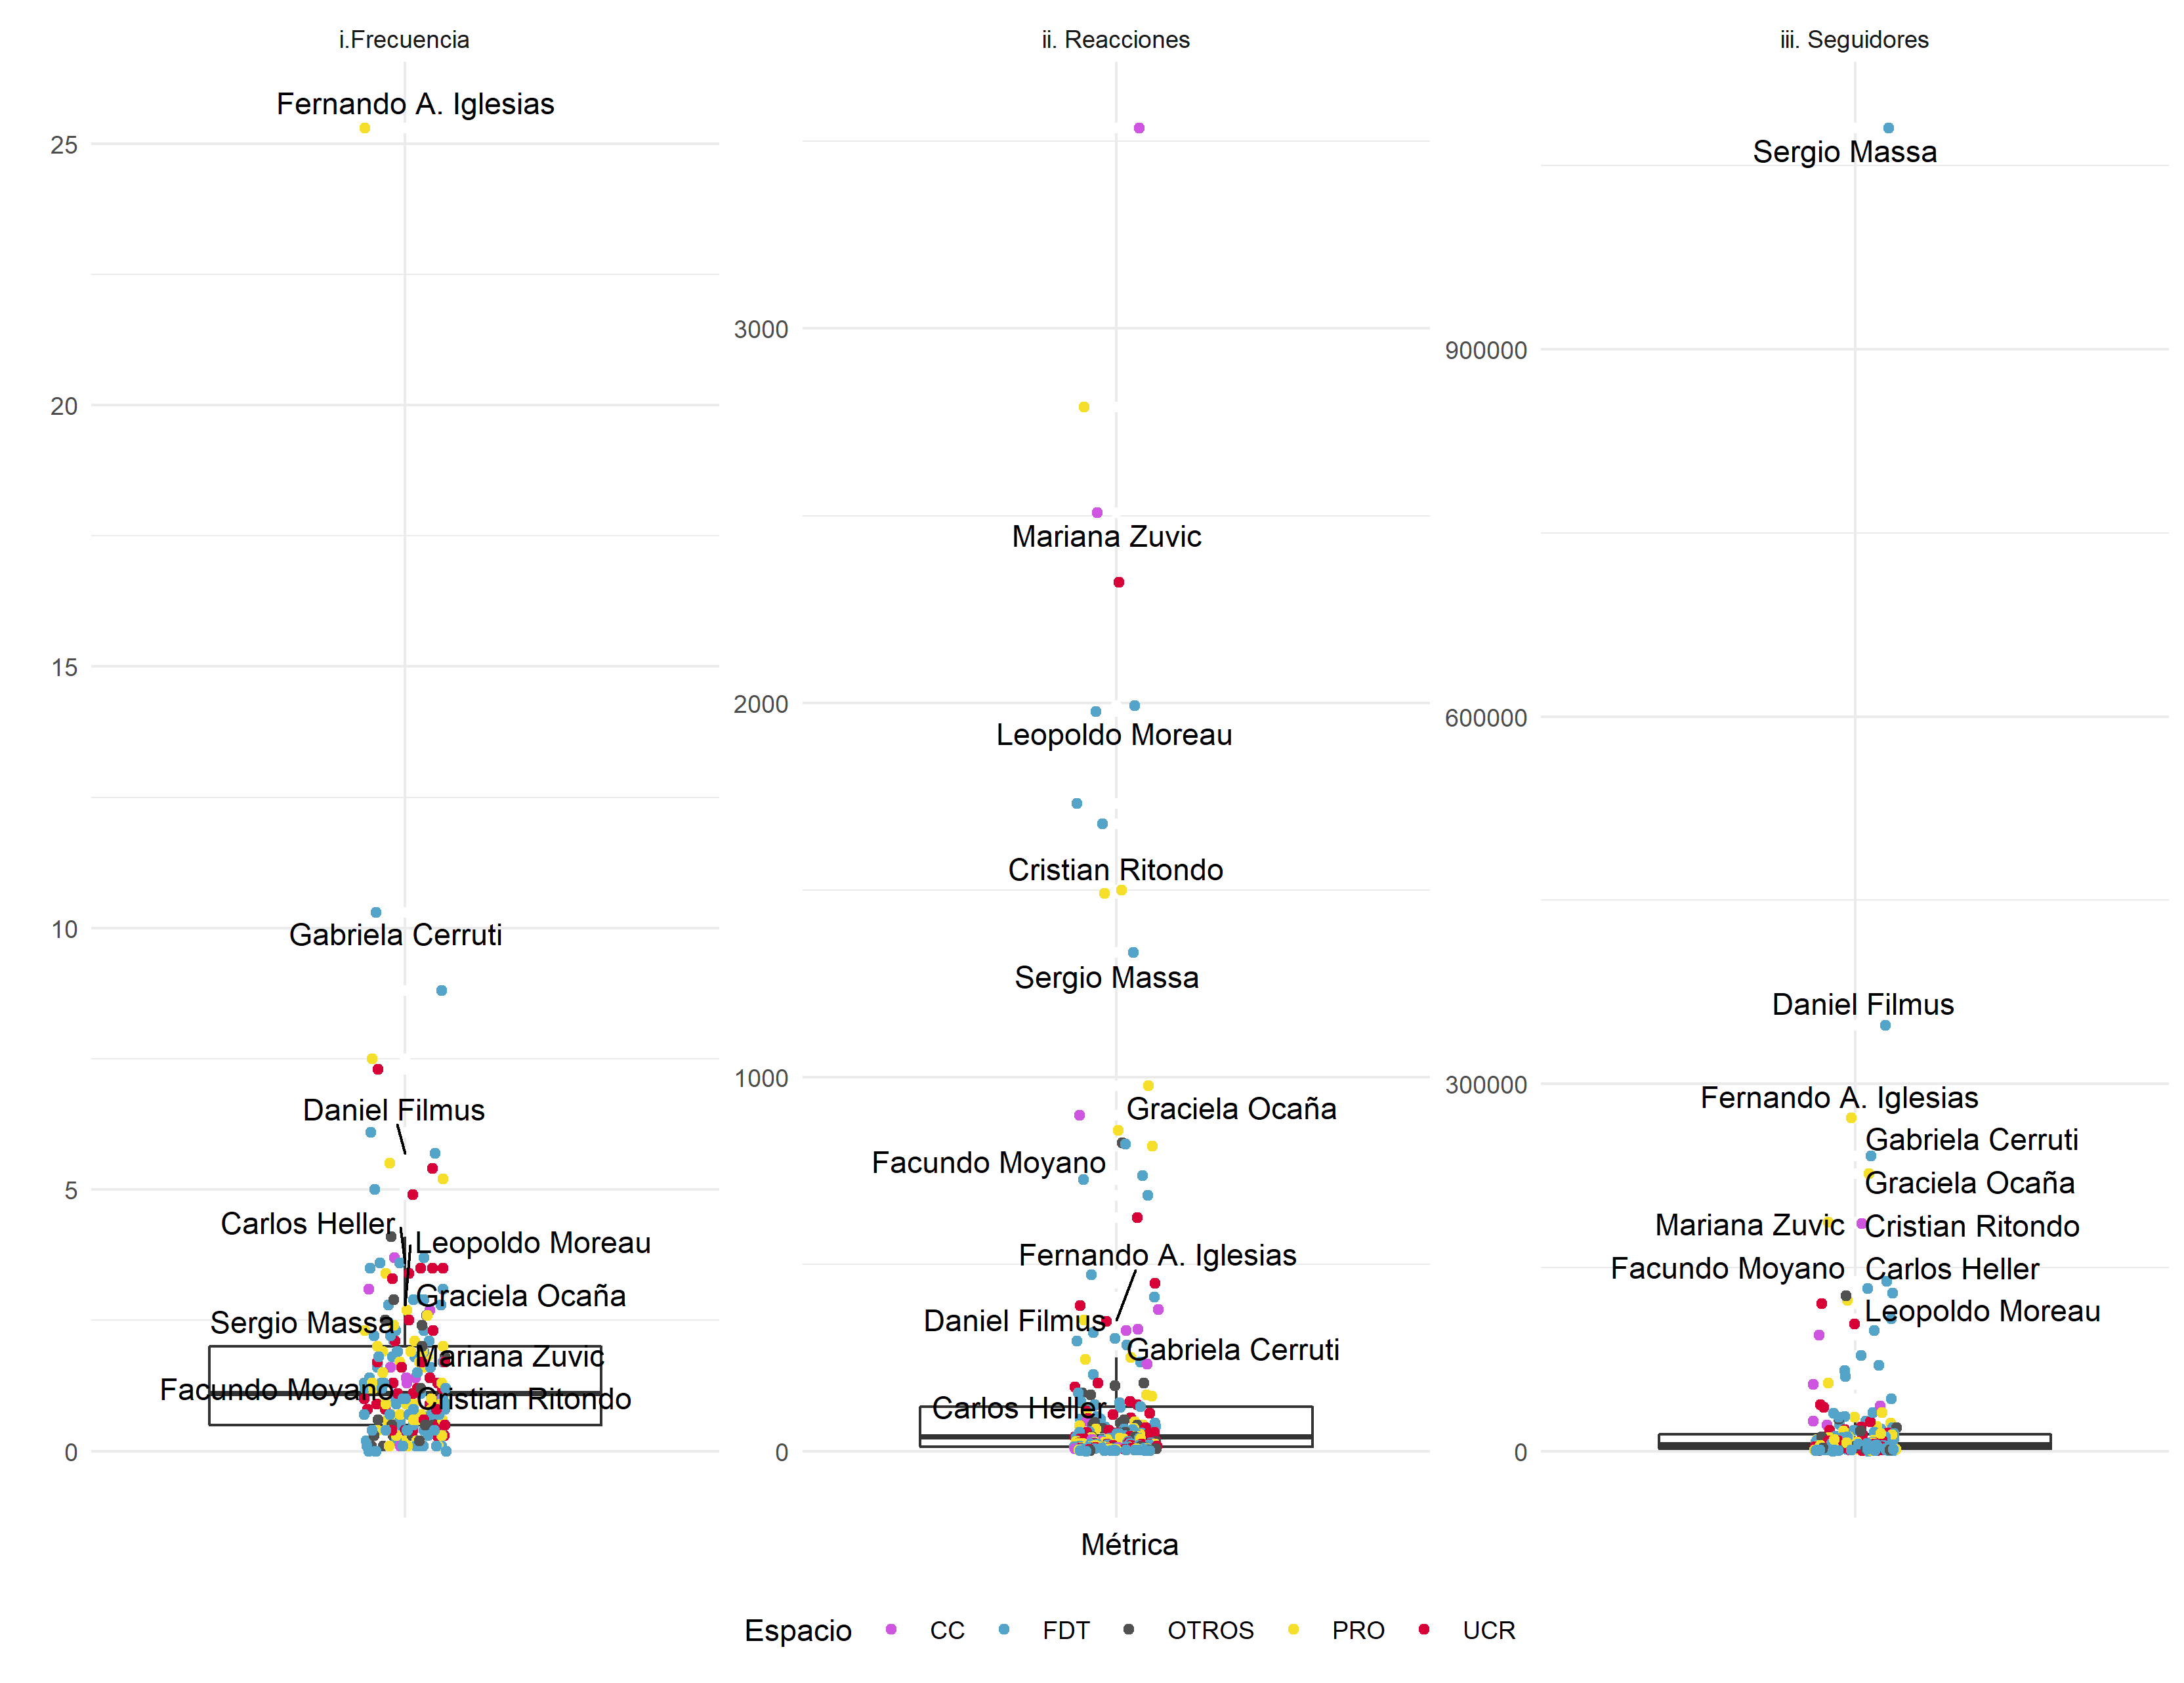 i.Frecuencia
Fernando A. Iglesias
25
20
15
10
Gabriela Cerruti
Daniel Filmus
5
Carlos Heller
Leopoldo Moreau
Graciela Ocaña
Sergio Massa
Mariana Zuvic
Facundo Moyano
Cristian Ritondo
0
ii. Reacciones
3000
Mariana Zuvic
2000
Leopoldo Moreau
Cristian Ritondo
Sergio Massa
1000
Graciela Ocaña
Facundo Moyano
Fernando A. Iglesias
Daniel Filmus
Gabriela Cerruti
Carlos Heller
0
iii. Seguidores
Sergio Massa
900000
600000
Daniel Filmus
300000
Fernando A. Iglesias
Gabriela Cerruti
Graciela Ocaña
Mariana Zuvic
Cristian Ritondo
Facundo Moyano
Carlos Heller
Leopoldo Moreau
0
Métrica
Espacio CC FDT OTROS PRO UCR